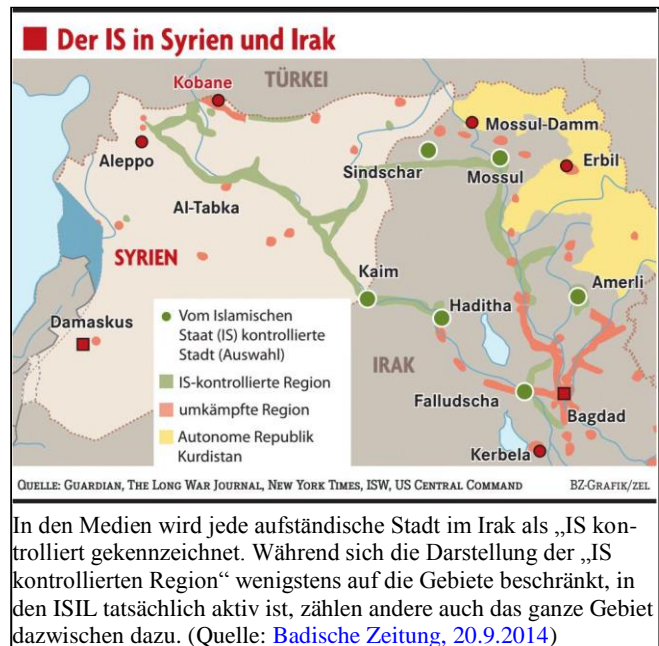 Der IS in Syrien und Irak
Kobane
TÜRKEI
Mossul-Damm
Aleppo
Sindschar
Mossul
Erbil
Al-Tabka
SYRIEN
Kaim
Amerli
Haditha
Damaskus
● Vom Islamischen
Staat (IS) kontrollierte
Stadt (Auswahl)
IS-kontrollierte Region
umkämpfte Region
Autonome Republik
Kurdistan
IRAK
Falludscha
Bagdad
Kerbela
QUELLE: GUARDIAN, THE LONG WAR JOURNAL, NEW YORK TIMES, ISW, US CENTRAL COMMAND BZ-GRAFIK/ZEL
In den Medien wird jede aufständische Stadt im Irak als „IS kon-
trolliert gekennzeichnet. Während sich die Darstellung der „IS
kontrollierten Region“ wenigstens auf die Gebiete beschränkt, in
den ISIL tatsächlich aktiv ist, zählen andere auch das ganze Gebiet
dazwischen dazu. (Quelle: Badische Zeitung, 20.9.2014)